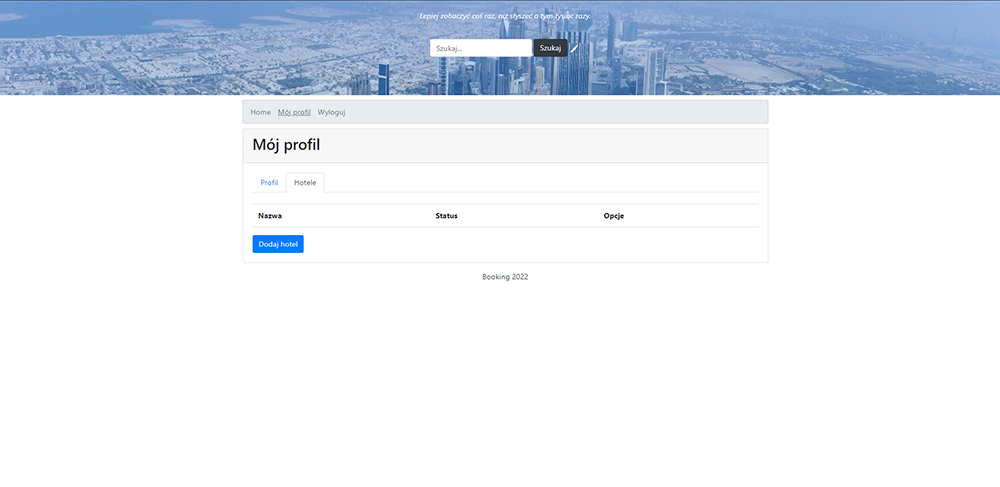 Lepiej zobaczyć coś raz, niż słyszeć o tym tysiąc razy.
Szukaj... Szukaj
Home Mój profil Wyloguj
Mój profil
Profil Hotele
Nazwa Status Opcje
Dodaj hotel
Booking 2022